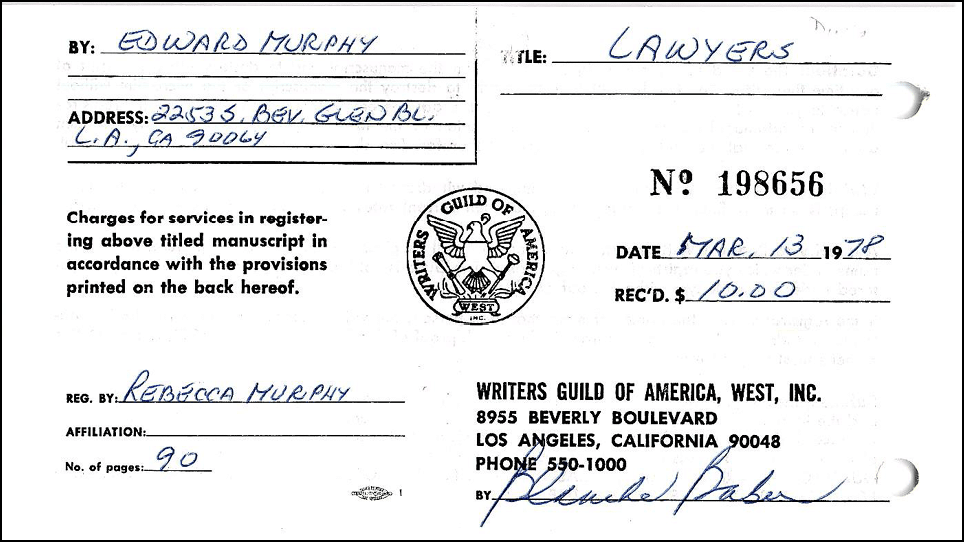 BY: EDWARD MURPHY
TITLE: LAWYERS
ADDRESS: 2253 S. BEV. GLEN BL.
L.A., CA 90064
Nº 198656
Charges for services in register-
ing above titled manuscript in
accordance with the provisions
printed on the back hereof.
WRITERS GUILD OF AMERICA
WEST
INC.
DATE MAR. 13 1978
REC'D. $ 10.00
REG. BY: REBECCA MURPHY
AFFILIATION:
No. of pages: 90
WRITERS GUILD OF AMERICA, WEST, INC.
8955 BEVERLY BOULEVARD
LOS ANGELES, CALIFORNIA 90048
PHONE 550-1000
BY Blanche Baker